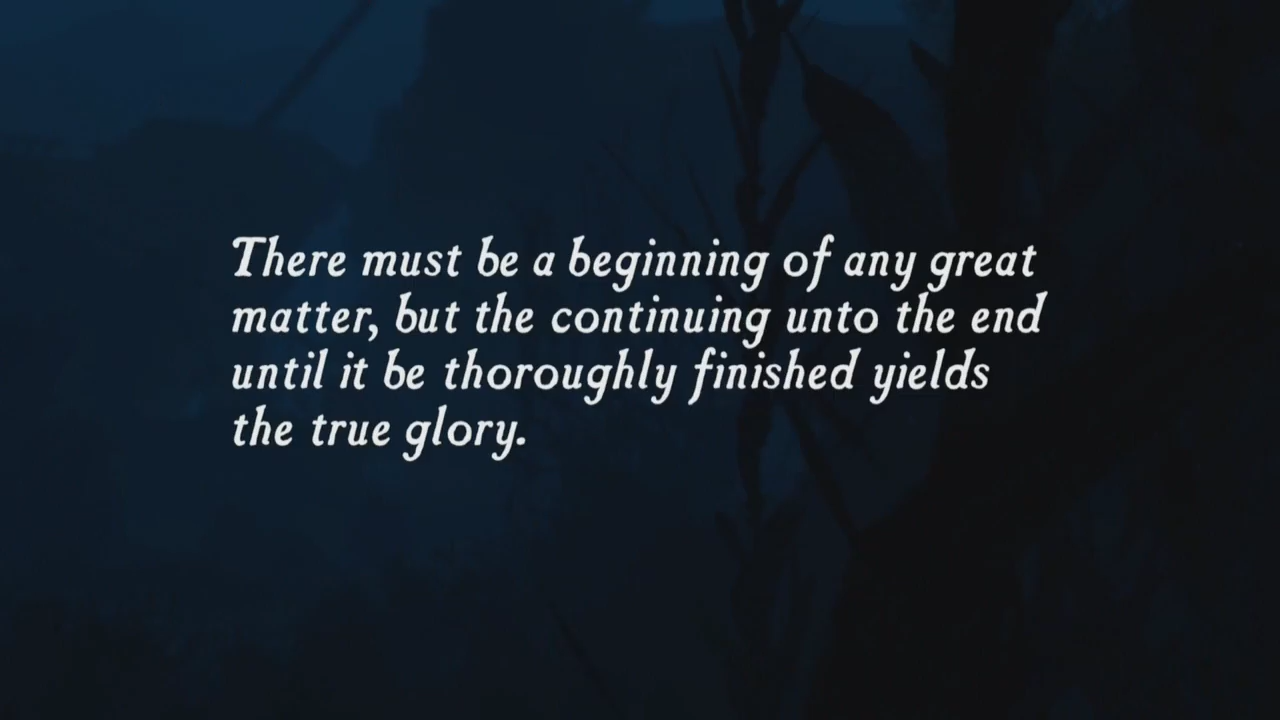 There must be a beginning of any great
matter, but the continuing unto the end
until it be thoroughly finished yields
the true glory.